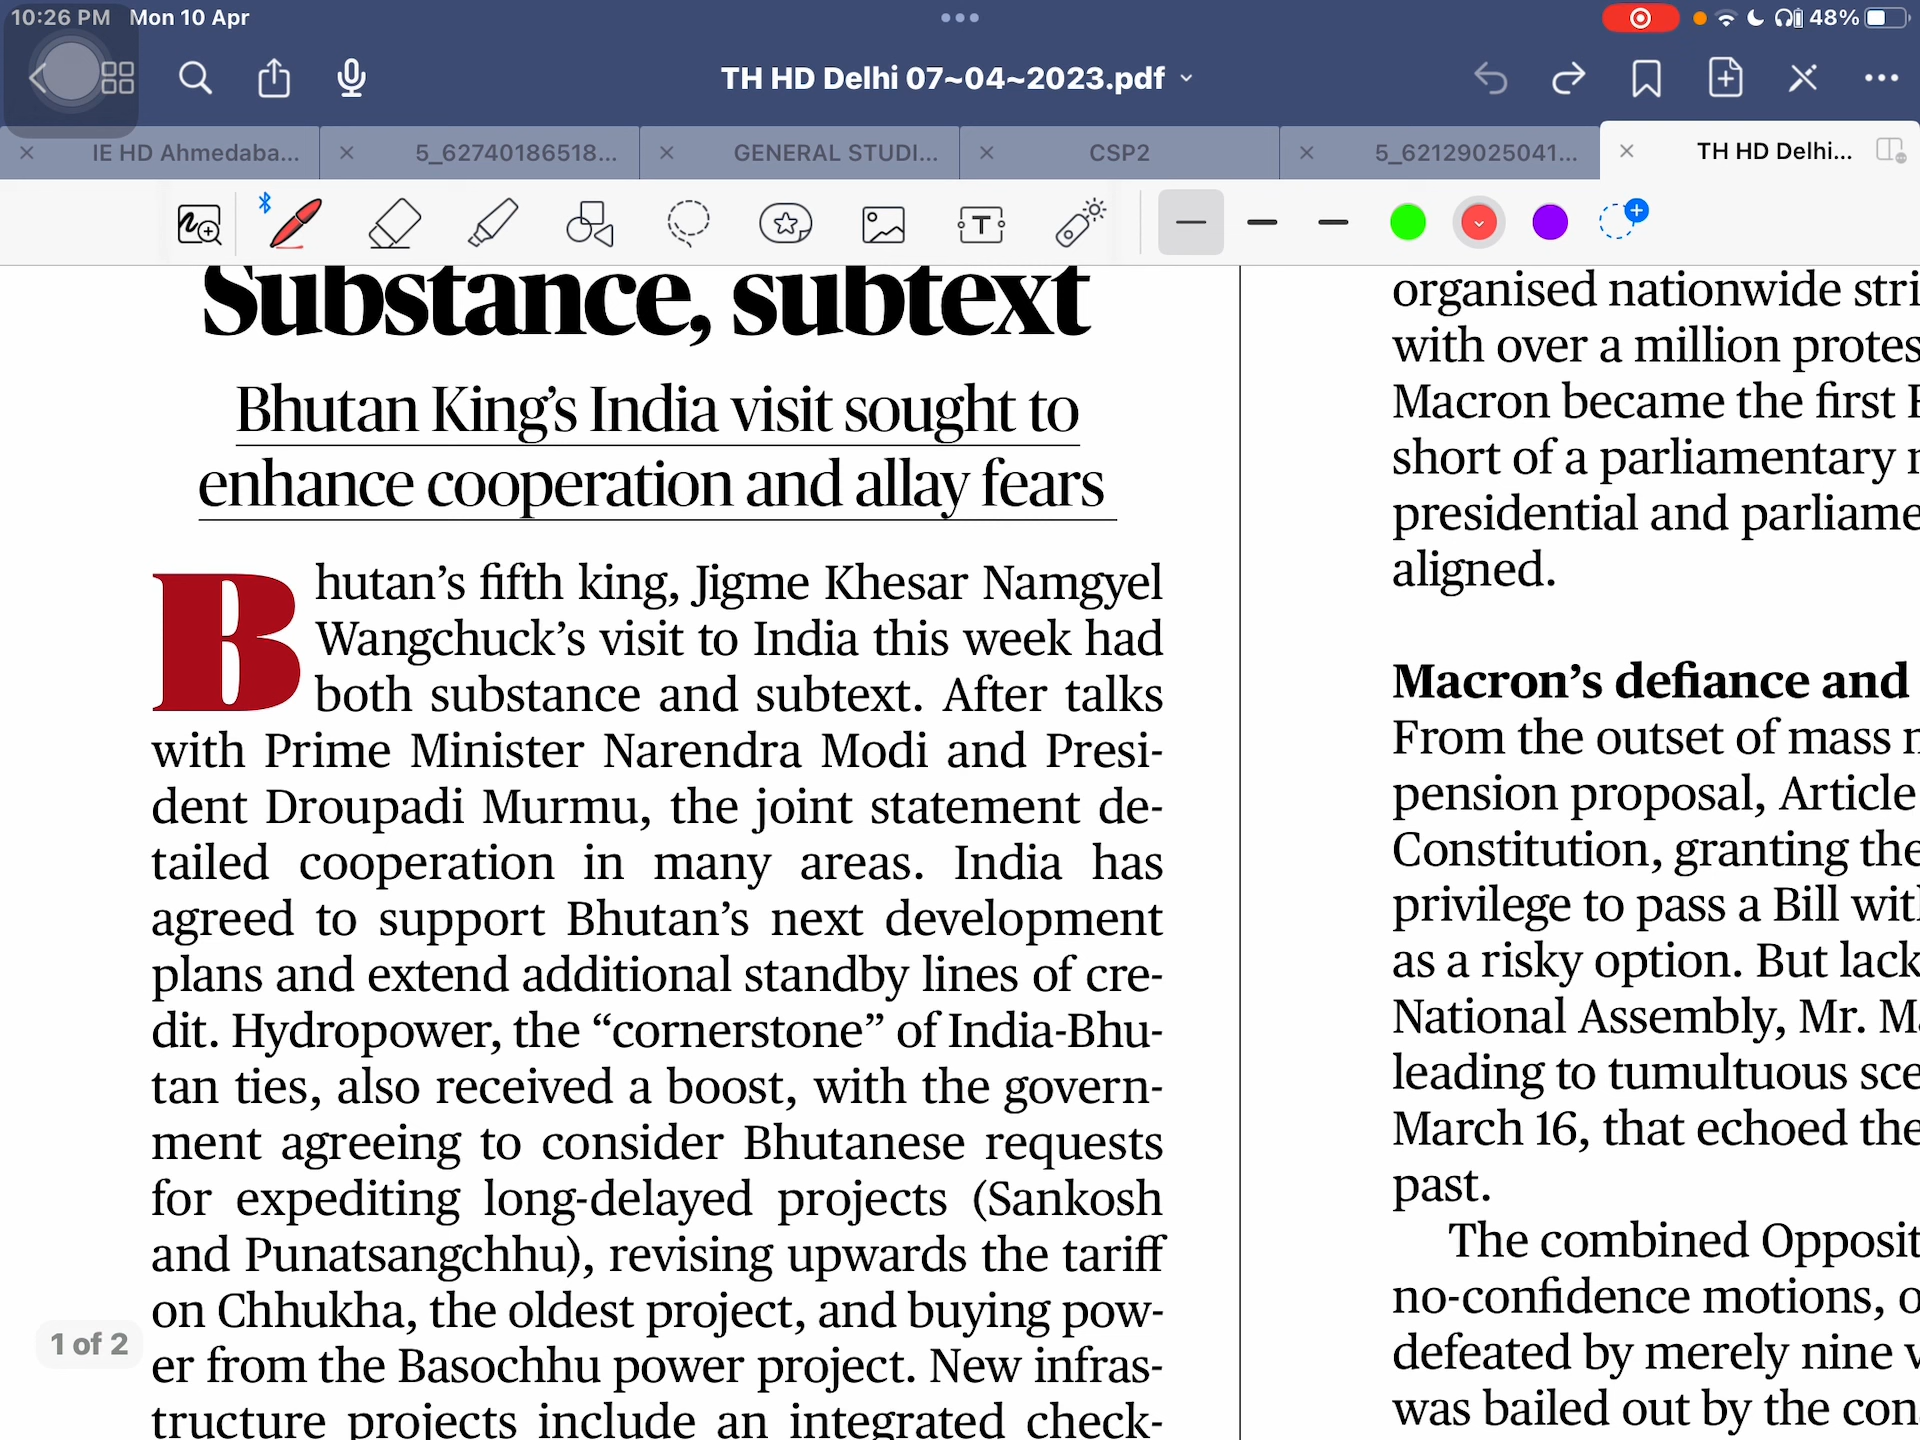 10:26 PM Mon 10 Apr
48%
TH HD Delhi 07~04~2023.pdf
IE HD Ahmedaba...
5_62740186518...
GENERAL STUDI...
CSP2
5_62129025041...
TH HD Delhi...
Substance, subtext
Bhutan King’s India visit sought to
enhance cooperation and allay fears
Bhutan’s fifth king, Jigme Khesar Namgyel
Wangchuck’s visit to India this week had
both substance and subtext. After talks
with Prime Minister Narendra Modi and Presi-
dent Droupadi Murmu, the joint statement de-
tailed cooperation in many areas. India has
agreed to support Bhutan’s next development
plans and extend additional standby lines of cre-
dit. Hydropower, the “cornerstone” of India-Bhu-
tan ties, also received a boost, with the govern-
ment agreeing to consider Bhutanese requests
for expediting long-delayed projects (Sankosh
and Punatsangchhu), revising upwards the tariff
on Chhukha, the oldest project, and buying pow-
er from the Basochhu power project. New infras-
tructure projects include an integrated check-
1 of 2
organised nationwide stri
with over a million protes
Macron became the first
short of a parliamentary
presidential and parliame
aligned.
Macron’s defiance and
From the outset of mass
pension proposal, Article
Constitution, granting the
privilege to pass a Bill wit
as a risky option. But lack
National Assembly, Mr. Ma
leading to tumultuous sce
March 16, that echoed the
past.
The combined Opposit
no-confidence motions, o
defeated by merely nine v
was bailed out by the con